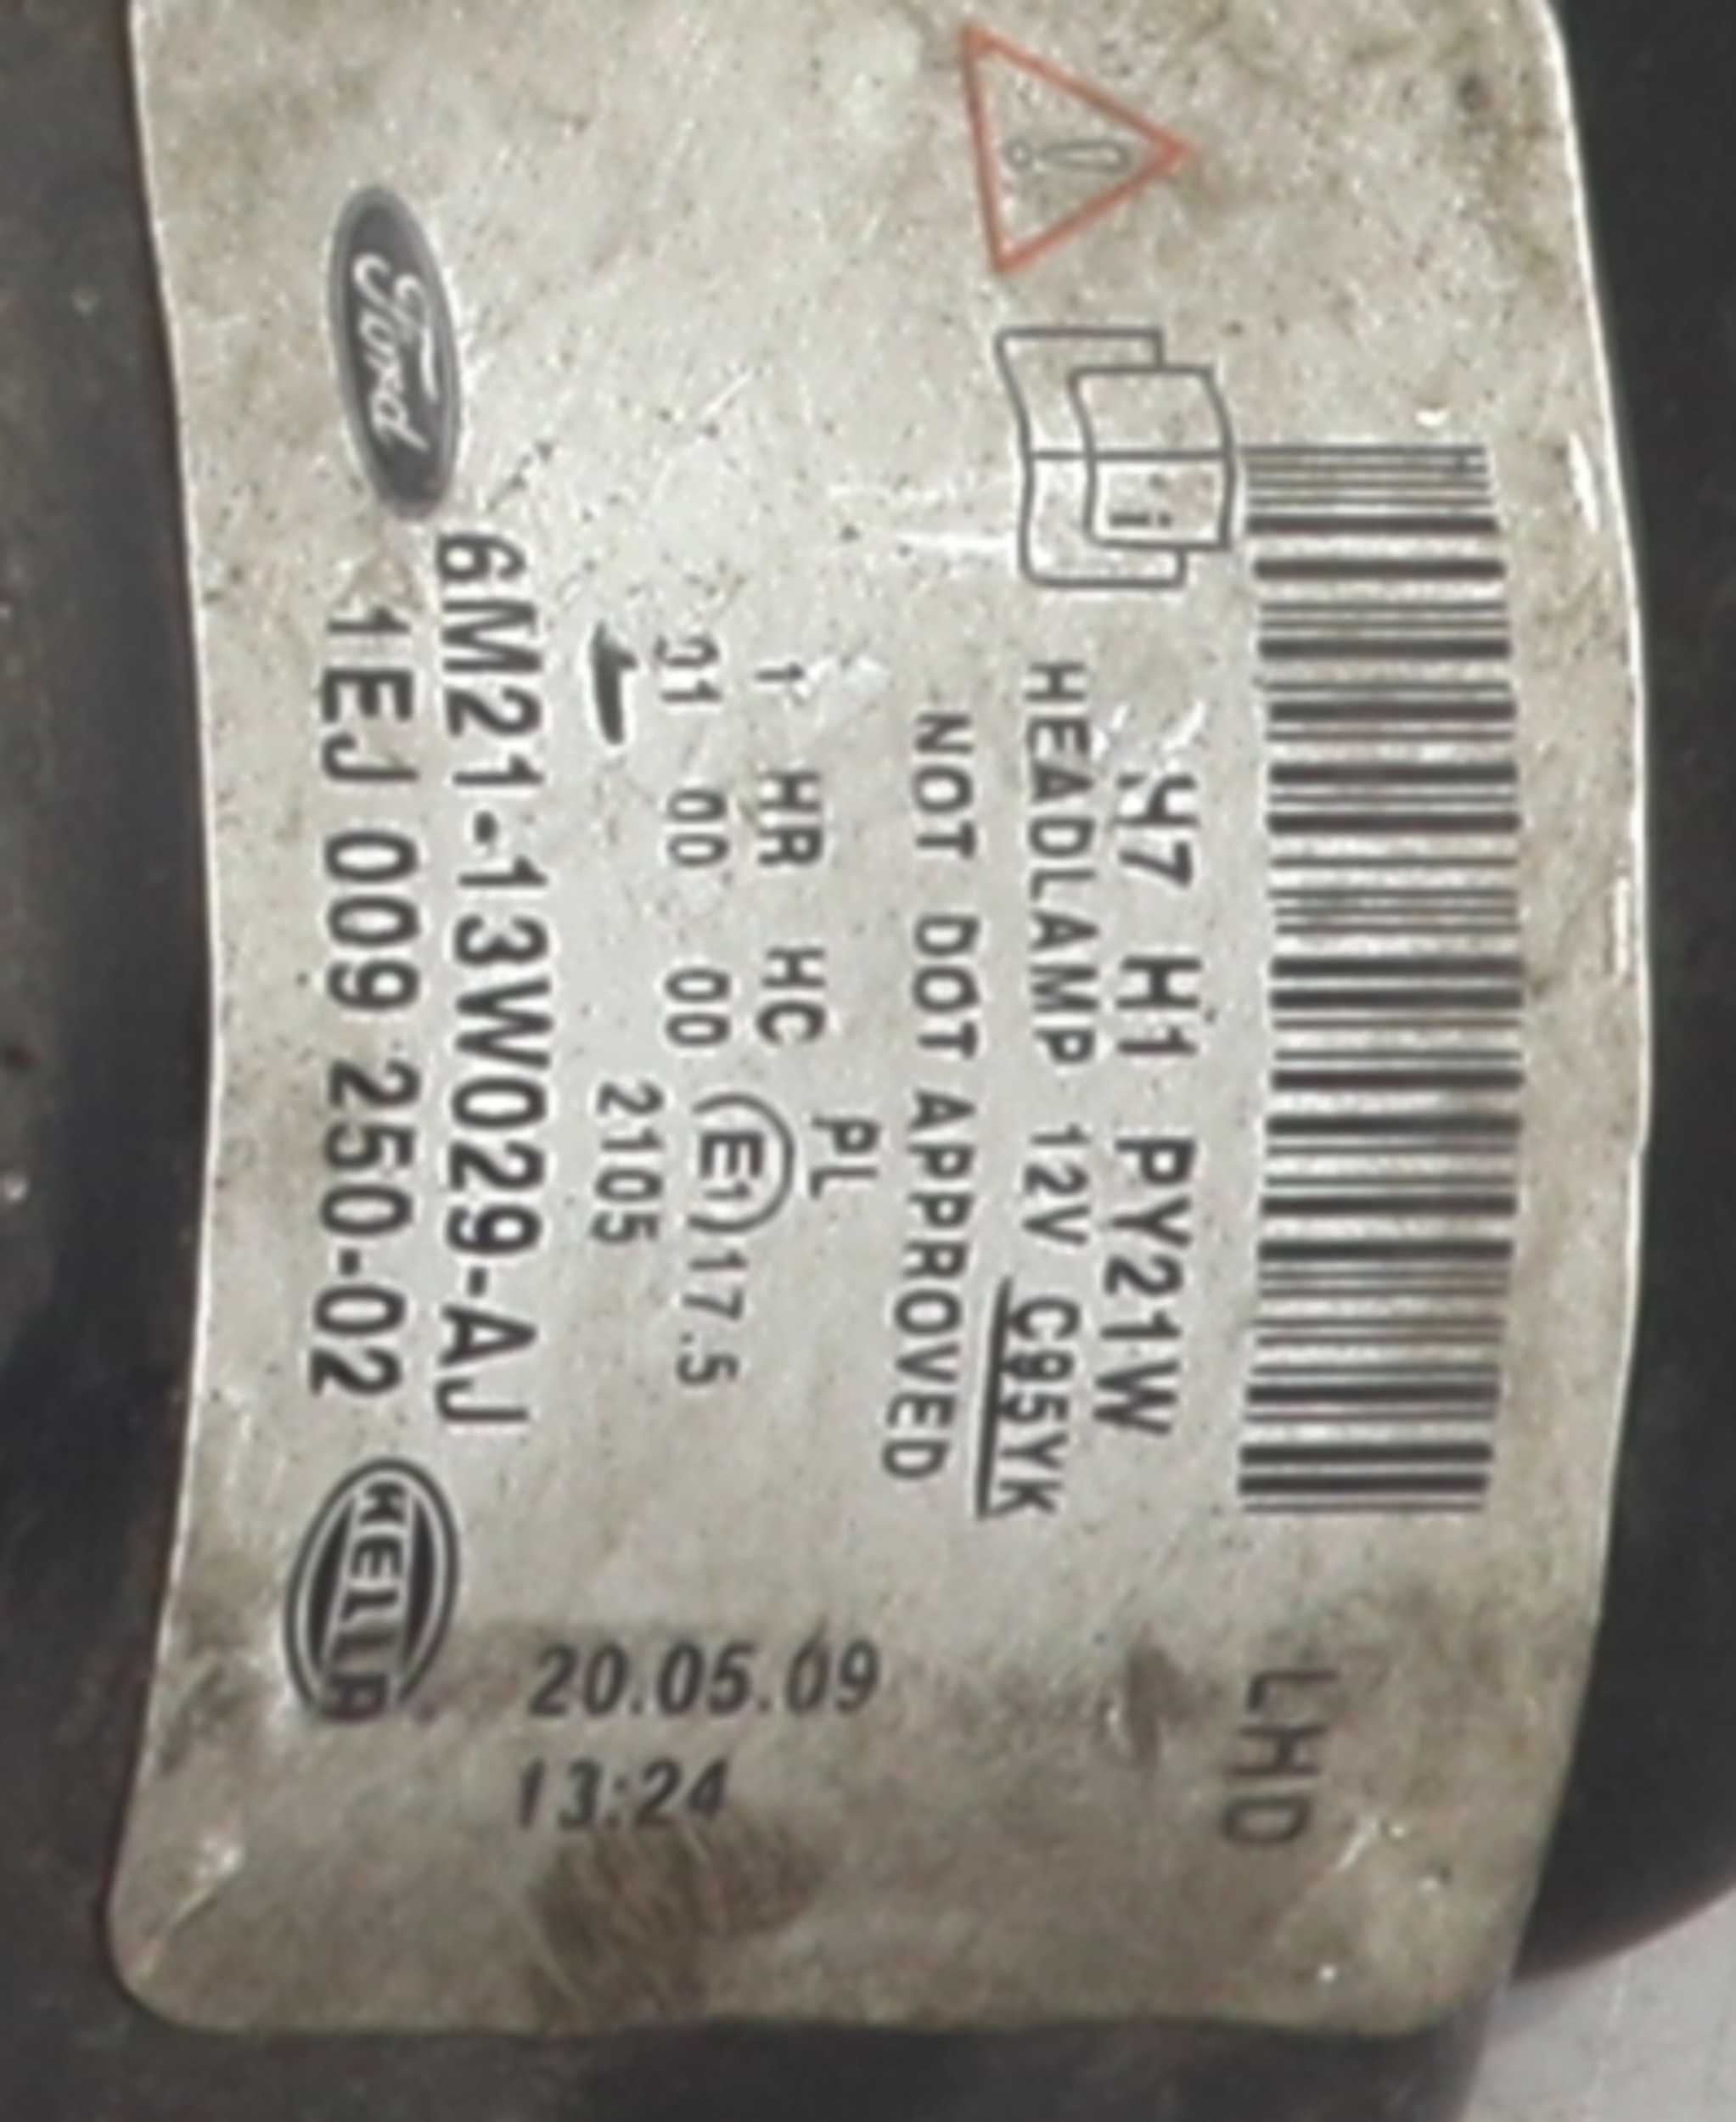 LHD
H7 H1 PY21W
HEADLAMP 12V C95YK
NOT DOT APPROVED
PL
1 HR HC
01 00 00 E1 17.5
2105
Ford
6M21-13W029-AJ
1EJ 009 250-02
HELLA
20.05.09
13:24
i